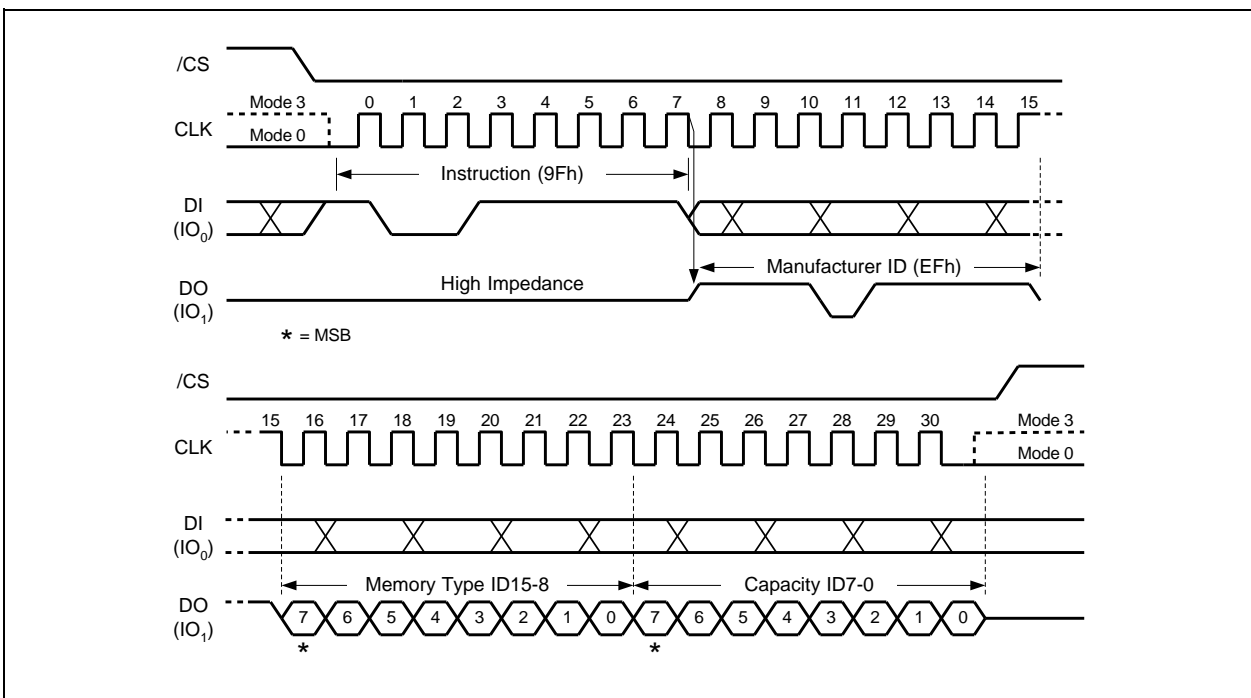 /CS
Mode 3 0 1 2 3 4 5 6 7 8 9 10 11 12 13 14 15
CLK Mode 0
Instruction (9Fh)
DI
(IO0)
Manufacturer ID (EFh)
High Impedance
DO
(IO1)
* = MSB
/CS
15 16 17 18 19 20 21 22 23 24 25 26 27 28 29 30 Mode 3
CLK Mode 0
DI
(IO0)
Memory Type ID15-8 Capacity ID7-0
DO 7 6 5 4 3 2 1 0 7 6 5 4 3 2 1 0
(IO1)
* *